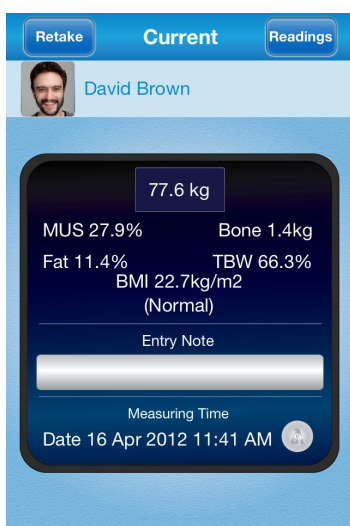 Retake Current Readings
David Brown
77.6 kg
MUS 27.9% Bone 1.4kg
Fat 11.4% TBW 66.3%
BMI 22.7kg/m2
(Normal)
Entry Note
Measuring Time
Date 16 Apr 2012 11:41 AM